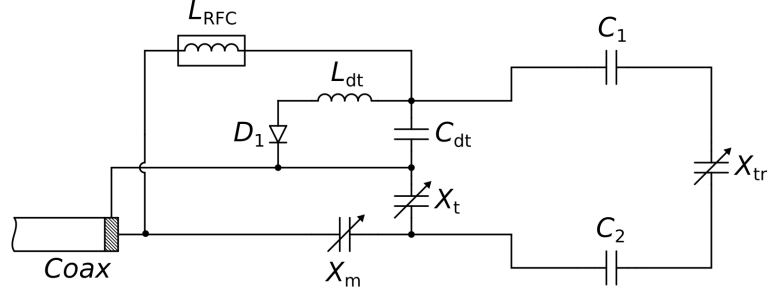 L_RFC
C_1
L_dt
D_1
C_dt
X_tr
X_t
C_2
Coax
X_m